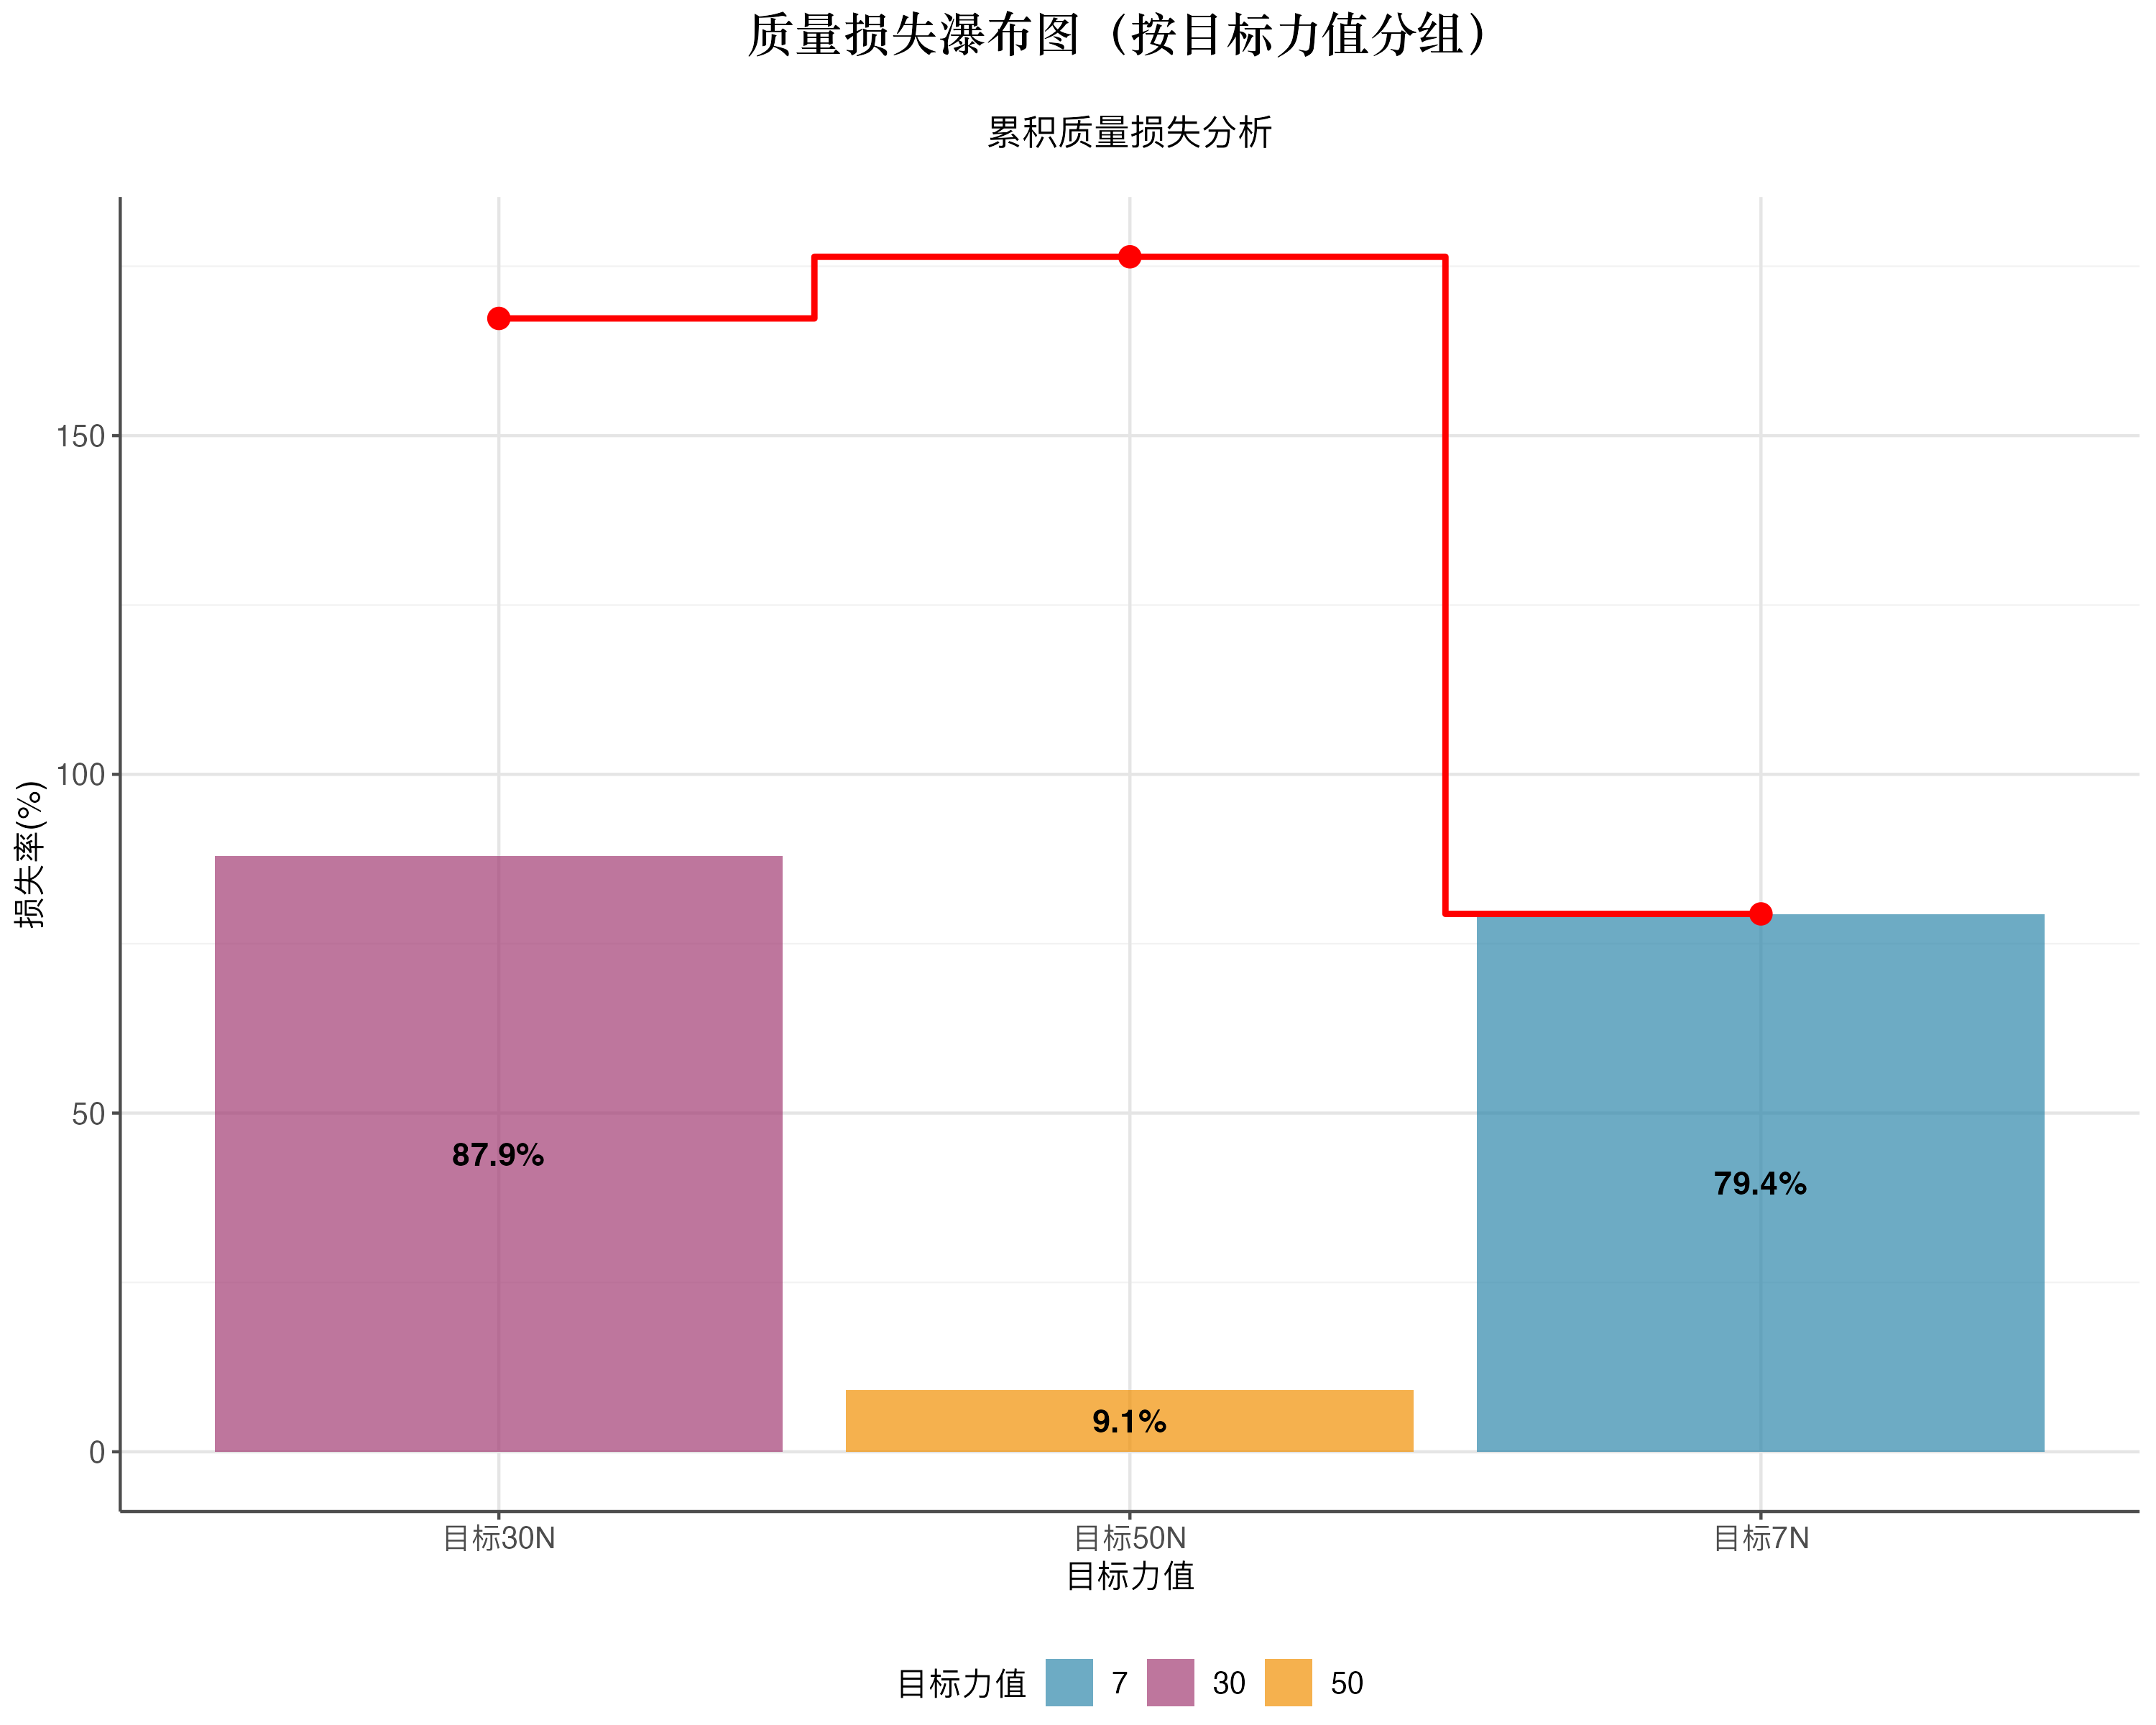 质量损失瀑布图（按目标力值分组）
累积质量损失分析
损失率(%)
150
100
50
0
87.9%
9.1%
79.4%
目标30N
目标50N
目标7N
目标力值
目标力值 7 30 50